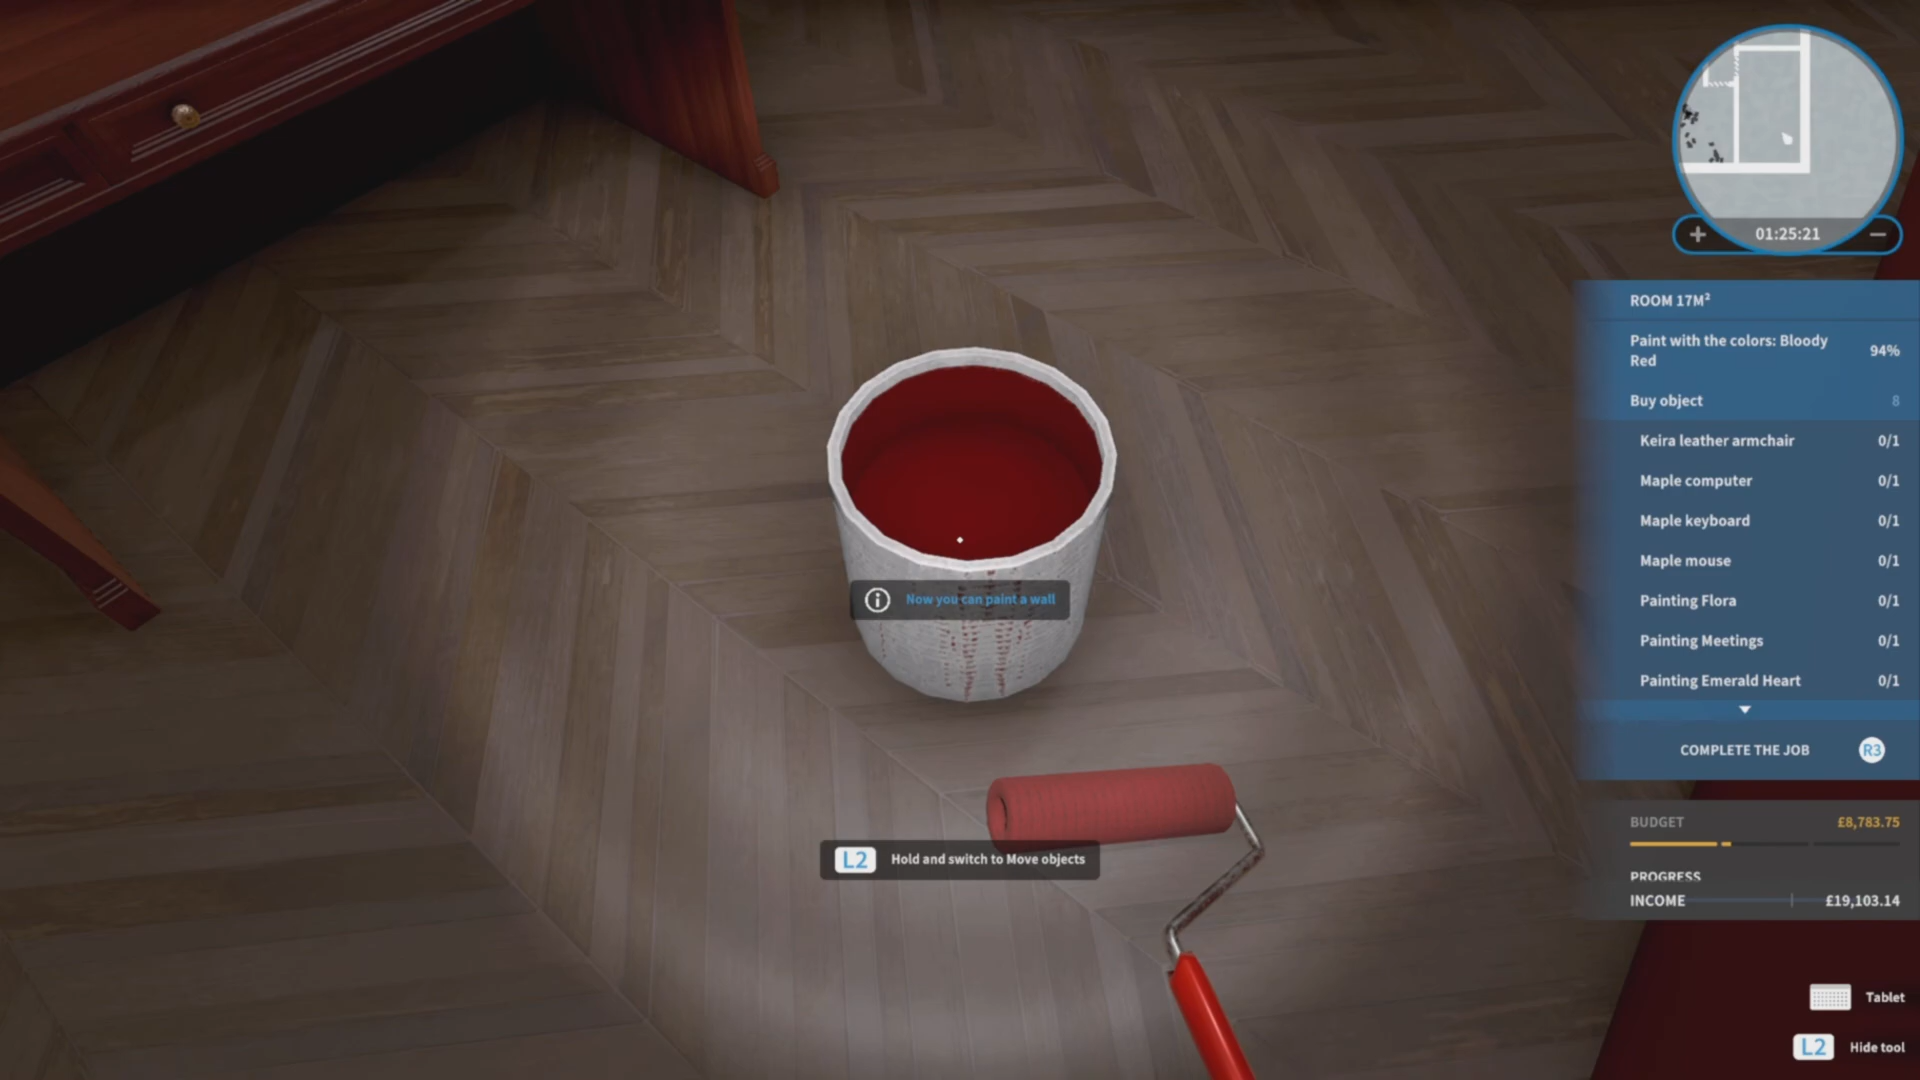 01:25:21
ROOM 17M²
Paint with the colors: Bloody
Red
94%
Buy object 8
Keira leather armchair 0/1
Maple computer 0/1
Maple keyboard 0/1
Maple mouse 0/1
Painting Flora 0/1
Painting Meetings 0/1
Painting Emerald Heart 0/1
COMPLETE THE JOB R3
BUDGET £8,783.75
PROGRESS
INCOME £19,103.14
Now you can paint a wall
L2 Hold and switch to Move objects
Tablet
L2 Hide tool